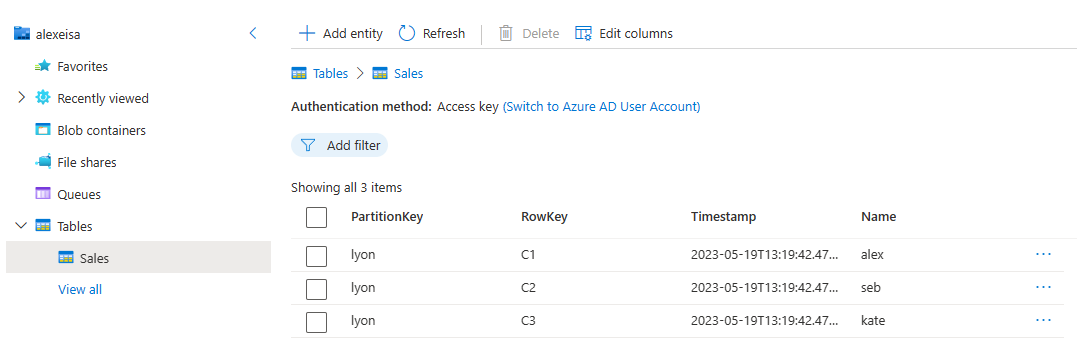 alexeisa
Favorites
Recently viewed
Blob containers
File shares
Queues
Tables
Sales
View all
Add entity Refresh Delete Edit columns
Tables Sales
Authentication method: Access key (Switch to Azure AD User Account)
Add filter
Showing all 3 items
PartitionKey RowKey Timestamp Name
lyon C1 2023-05-19T13:19:42.47... alex
lyon C2 2023-05-19T13:19:42.47... seb
lyon C3 2023-05-19T13:19:42.47... kate